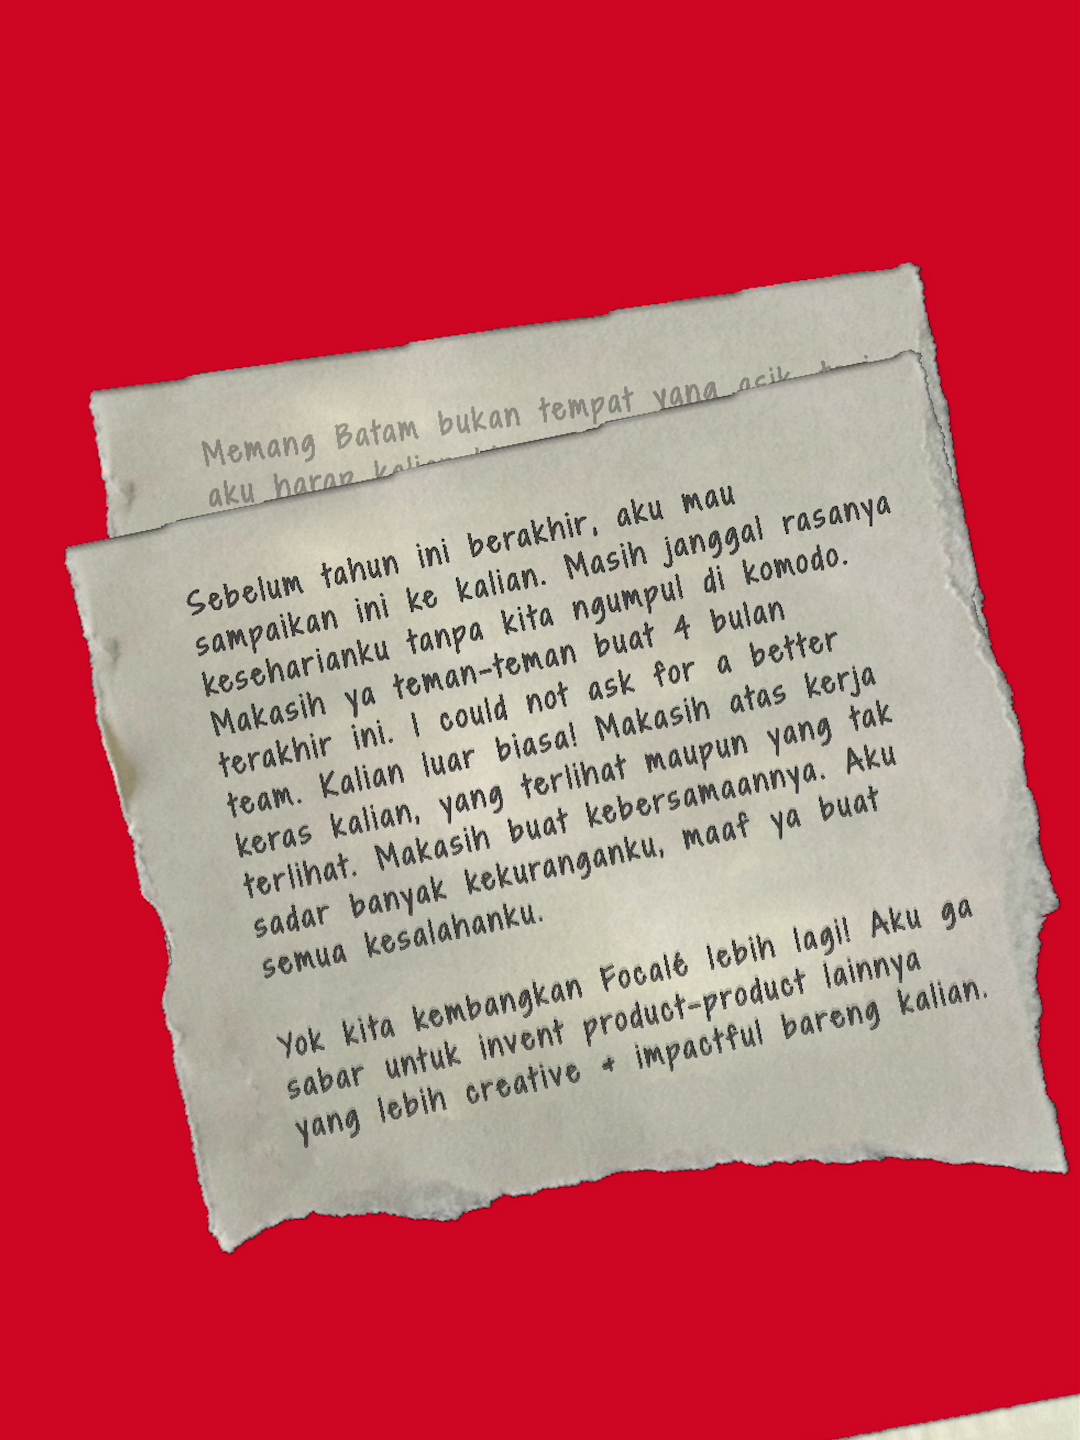 Memang Batam bukan tempat yang asik
aku harap
Sebelum tahun ini berakhir, aku mau
sampaikan ini ke kalian. Masih janggal rasanya
keseharianku tanpa kita ngumpul di komodo.
Makasih ya teman-teman buat 4 bulan
terakhir ini. I could not ask for a better
team. Kalian luar biasa! Makasih atas kerja
keras kalian, yang terlihat maupun yang tak
terlihat. Makasih buat kebersamaannya. Aku
sadar banyak kekuranganku, maaf ya buat
semua kesalahanku.
Yok kita kembangkan Focalé lebih lagi! Aku ga
sabar untuk invent product-product lainnya
yang lebih creative + impactful bareng kalian.